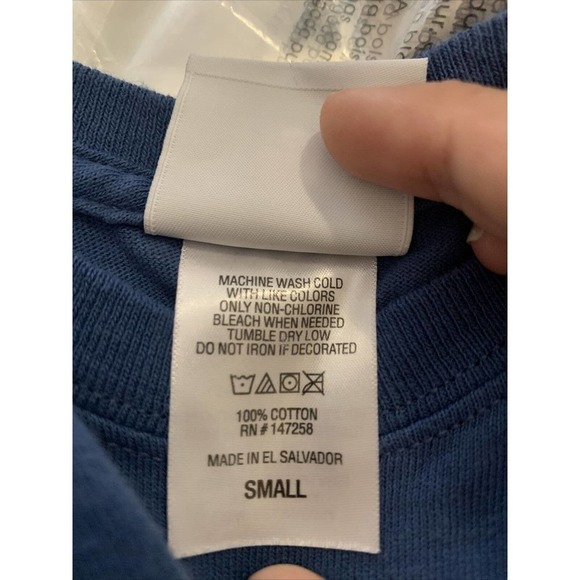 MACHINE WASH COLD
WITH LIKE COLORS
ONLY NON-CHLORINE
BLEACH WHEN NEEDED
TUMBLE DRY LOW
DO NOT IRON IF DECORATED
100% COTTON
RN # 147258
MADE IN EL SALVADOR
SMALL